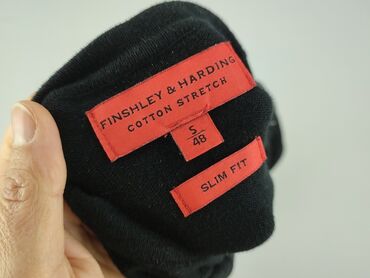 FINSHLEY & HARDING
COTTON STRETCH
S
48
SLIM FIT